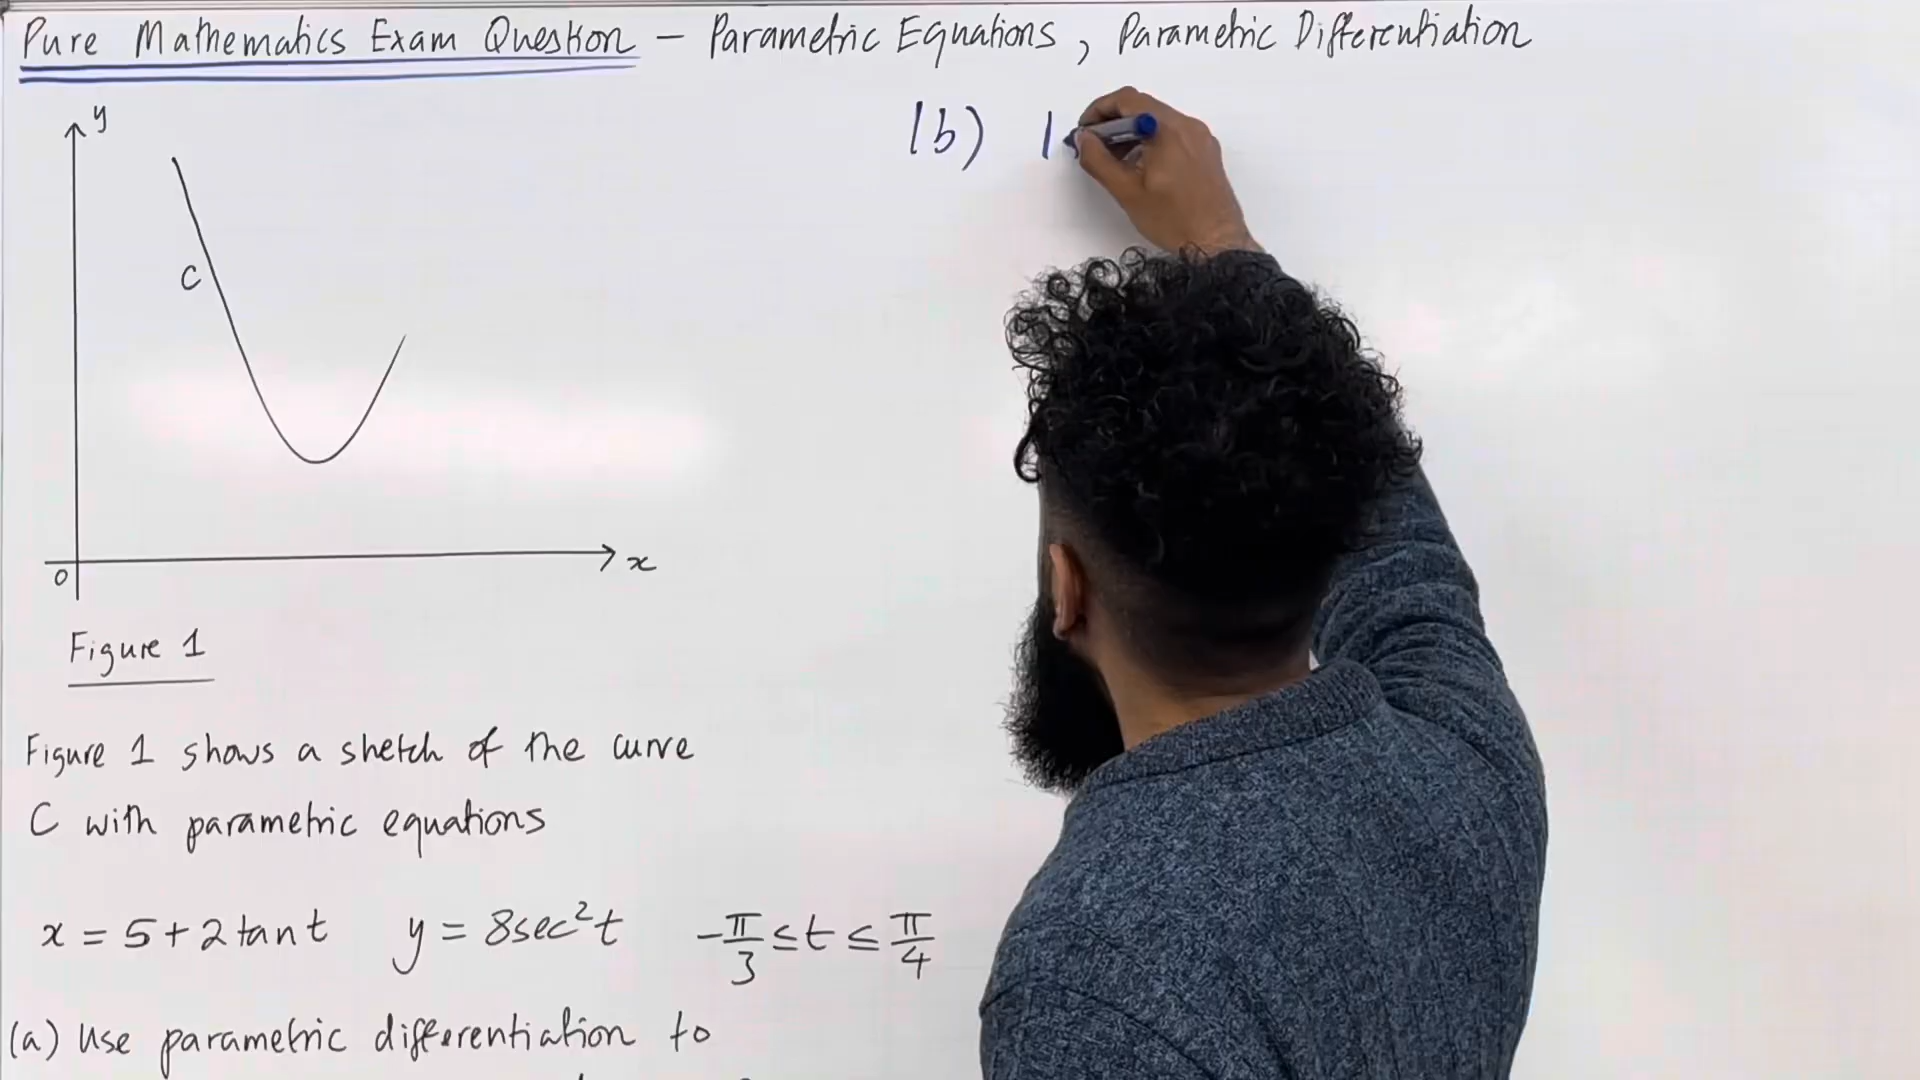 Pure Mathematics Exam Question – Parametric Equations, Parametric Differentiation
y
(b)
C
x
0
Figure 1
Figure 1 shows a sketch of the curve
C with parametric equations
x = 5 + 2 tan t y = 8sec²t -π/3 ≤ t ≤ π/4
(a) Use parametric differentiation to